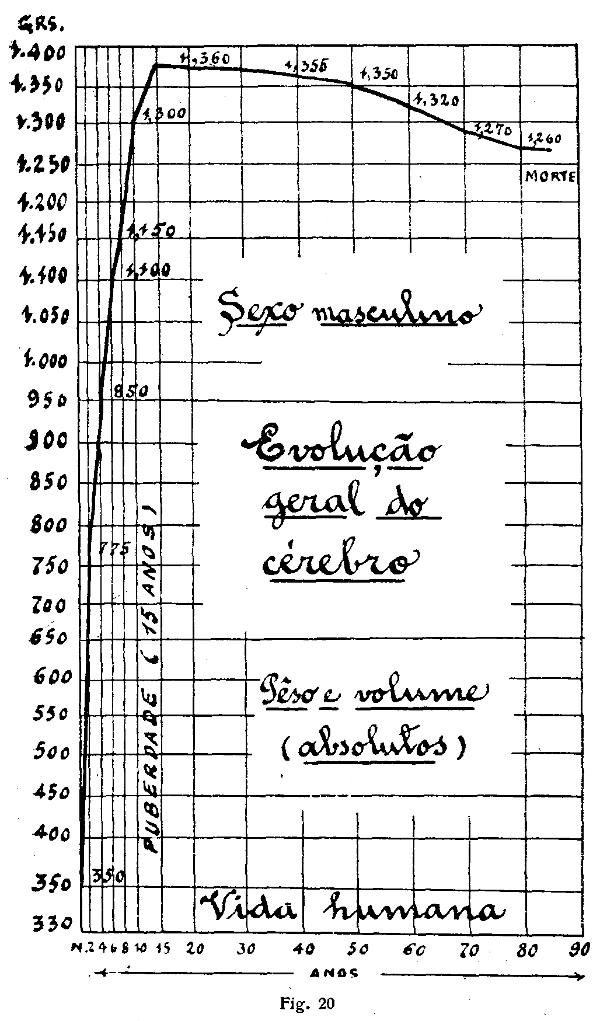 GRS.
1.400
1.350
1.300
1.250
1.200
1.150
1.100
1.050
1.000
950
900
850
800
750
700
650
600
550
500
450
400
350
330
1,360
1,355
1,350
1,320
1,270
1,260
MORTE
1,300
1,150
1,100
850
775
350
PUBERDADE (15 ANOS)
Sexo masculino
Evolução
geral do
cérebro
Pêso e volume
(absolutos)
Vida humana
N. 2 4 6 8 10 15 20 30 40 50 60 70 80 90
ANOS
Fig. 20